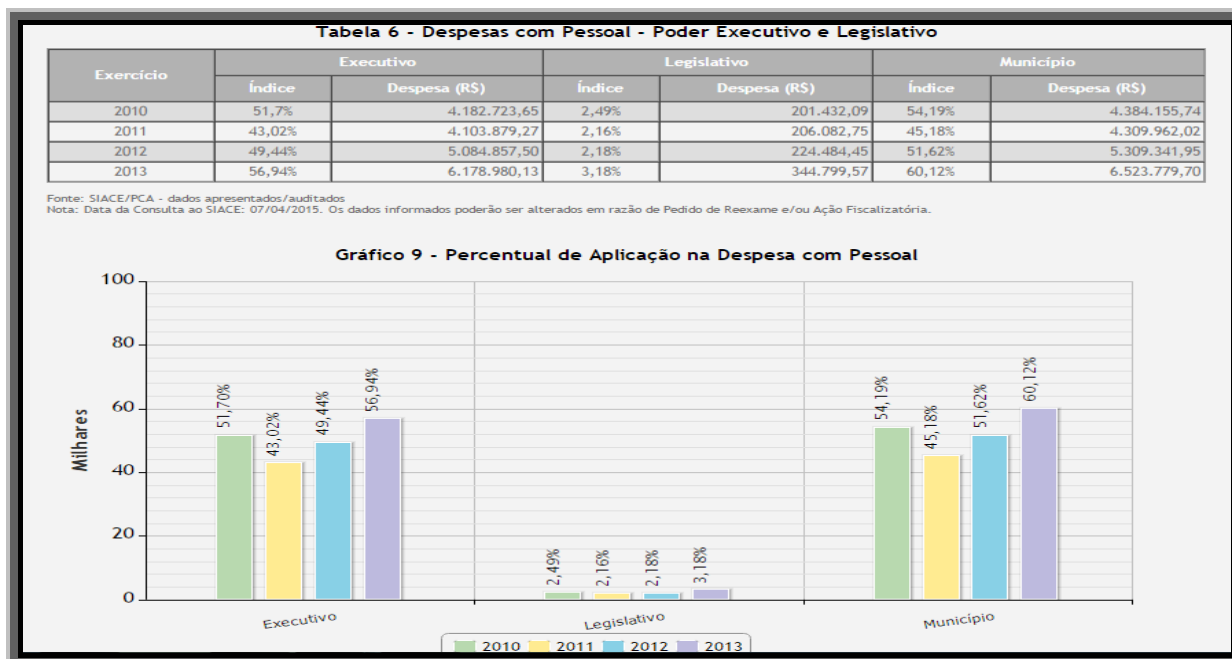 Tabela 6 - Despesas com Pessoal - Poder Executivo e Legislativo
Exercício Executivo Legislativo Município
Índice Despesa (R$) Índice Despesa (R$) Índice Despesa (R$)
2010 51,7% 4.182.723,65 2,49% 201.432,09 54,19% 4.384.155,74
2011 43,02% 4.103.879,27 2,16% 206.082,75 45,18% 4.309.962,02
2012 49,44% 5.084.857,50 2,18% 224.484,45 51,62% 5.309.341,95
2013 56,94% 6.178.980,13 3,18% 344.799,57 60,12% 6.523.779,70
Fonte: SIACE/PCA - dados apresentados/auditados
Nota: Data da Consulta ao SIACE: 07/04/2015. Os dados informados poderão ser alterados em razão de Pedido de Reexame e/ou Ação Fiscalizatória.
Gráfico 9 - Percentual de Aplicação na Despesa com Pessoal
Milhares
100
80
60
40
20
0
51,70% 43,02% 49,44% 56,94%
2,49% 2,16% 2,18% 3,18%
54,19% 45,18% 51,62% 60,12%
Executivo Legislativo Município
2010 2011 2012 2013